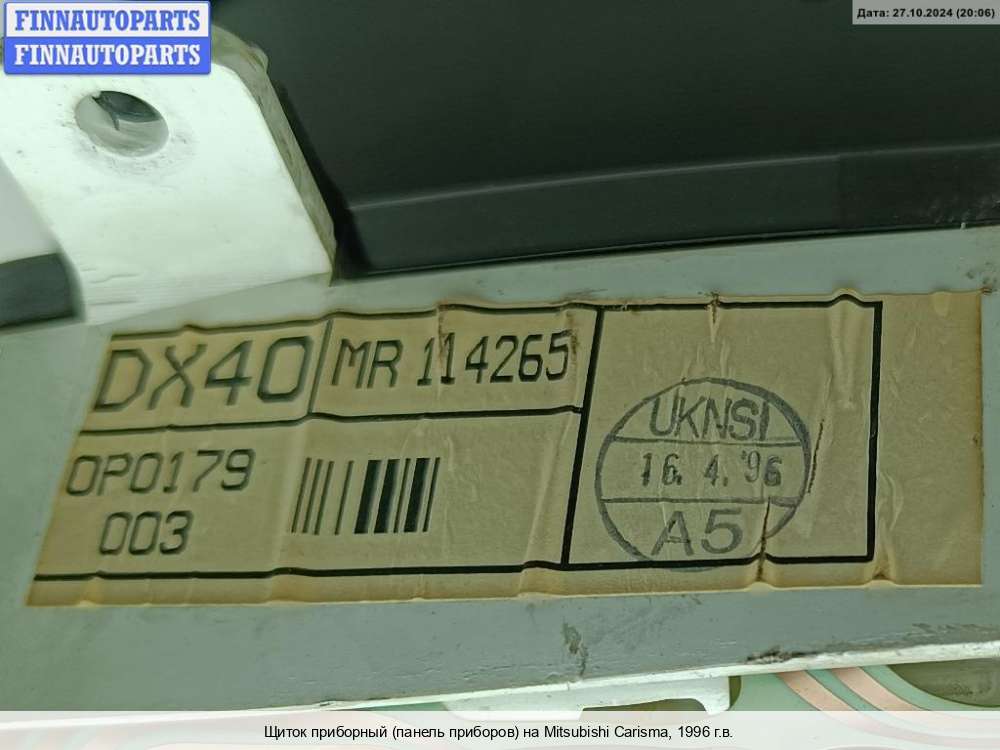 FINNAUTOPARTS
FINNAUTOPARTS
Дата: 27.10.2024 (20:06)
DX40
MR 114265
0P0179
003
UKNSI
16. 4. '96
A5
Щиток приборный (панель приборов) на Mitsubishi Carisma, 1996 г.в.